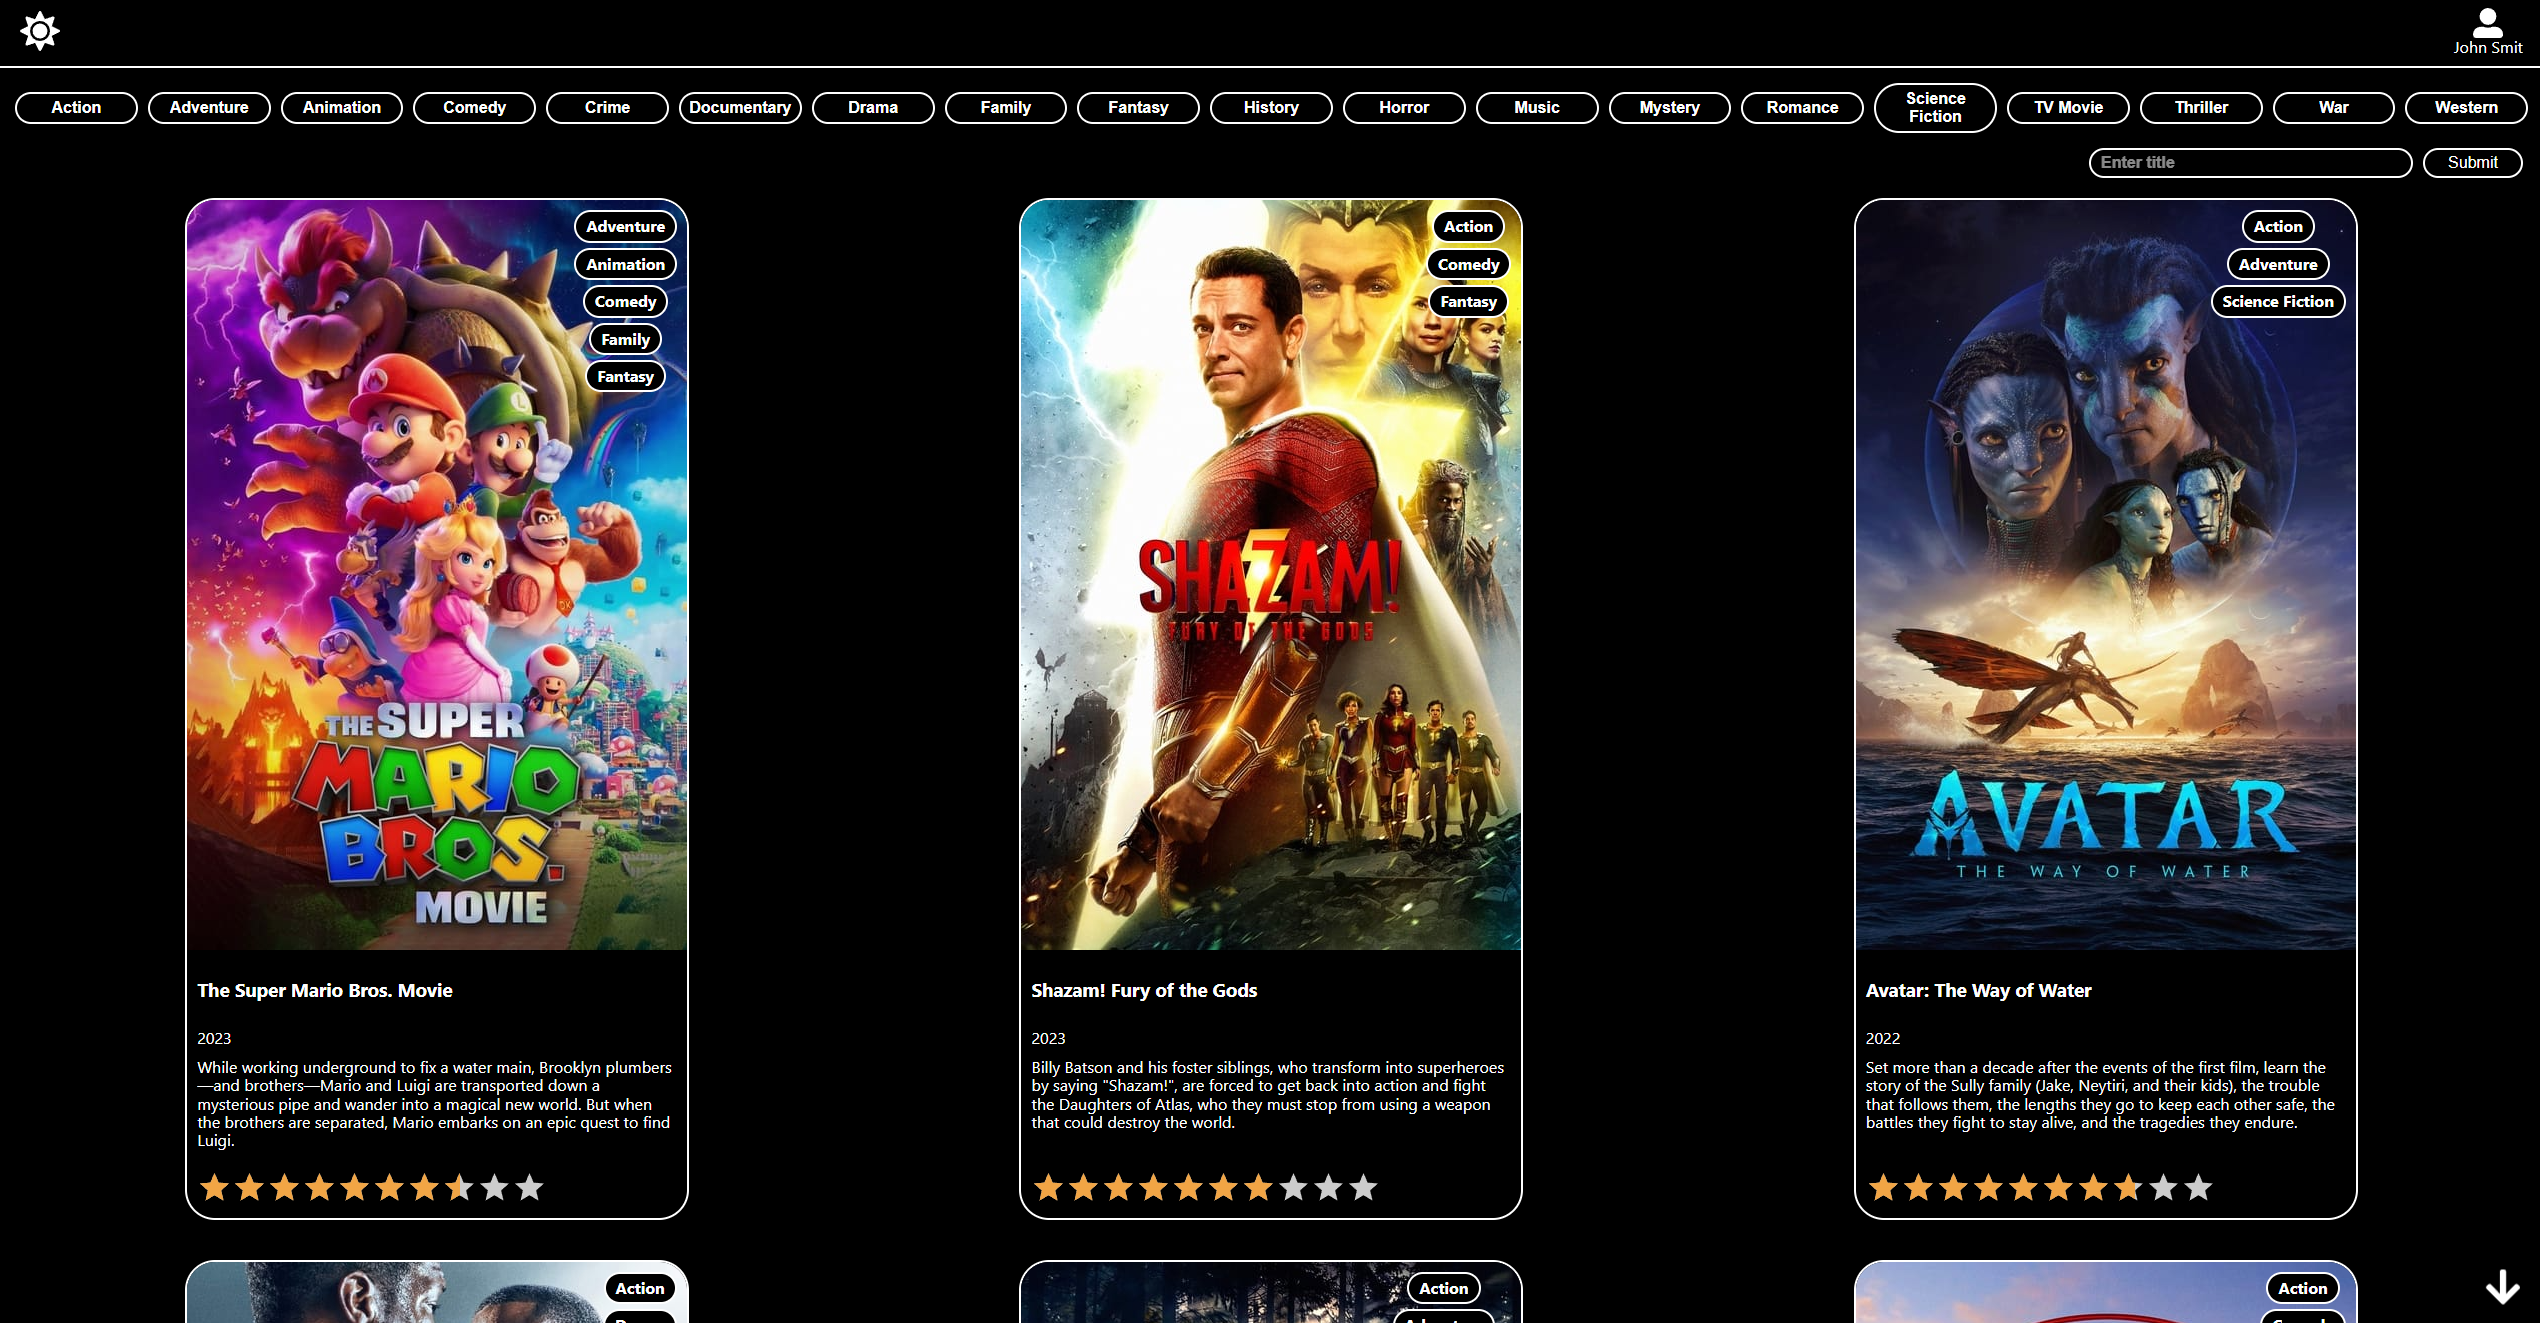 John Smit
Action
Adventure
Animation
Comedy
Crime
Documentary
Drama
Family
Fantasy
History
Horror
Music
Mystery
Romance
Science
Fiction
TV Movie
Thriller
War
Western
Enter title
Submit
Adventure
Animation
Comedy
Family
Fantasy
THE SUPER
MARIO
BROS.
MOVIE
The Super Mario Bros. Movie
2023
While working underground to fix a water main, Brooklyn plumbers
—and brothers—Mario and Luigi are transported down a
mysterious pipe and wander into a magical new world. But when
the brothers are separated, Mario embarks on an epic quest to find
Luigi.
Action
Comedy
Fantasy
SHAZAM!
FURY OF THE GODS
Shazam! Fury of the Gods
2023
Billy Batson and his foster siblings, who transform into superheroes
by saying "Shazam!", are forced to get back into action and fight
the Daughters of Atlas, who they must stop from using a weapon
that could destroy the world.
Action
Adventure
Science Fiction
AVATAR
THE WAY OF WATER
Avatar: The Way of Water
2022
Set more than a decade after the events of the first film, learn the
story of the Sully family (Jake, Neytiri, and their kids), the trouble
that follows them, the lengths they go to keep each other safe, the
battles they fight to stay alive, and the tragedies they endure.
Action
Action
Action